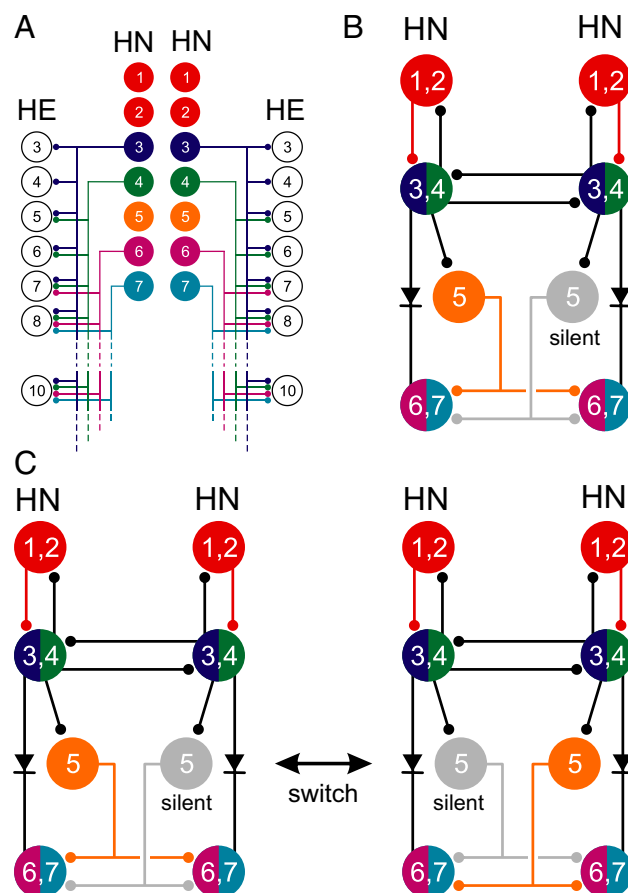 A
HN HN
HE HE
1 1
2 2
3 3 3 3
4 4 4 4
5 5 5 5
6 6 6 6
7 7 7 7
8 8
10 10
B
HN HN
1,2 1,2
3,4 3,4
5 5
silent
6,7 6,7
C
HN HN HN HN
1,2 1,2 1,2 1,2
3,4 3,4 3,4 3,4
5 5 5 5
silent switch silent
6,7 6,7 6,7 6,7